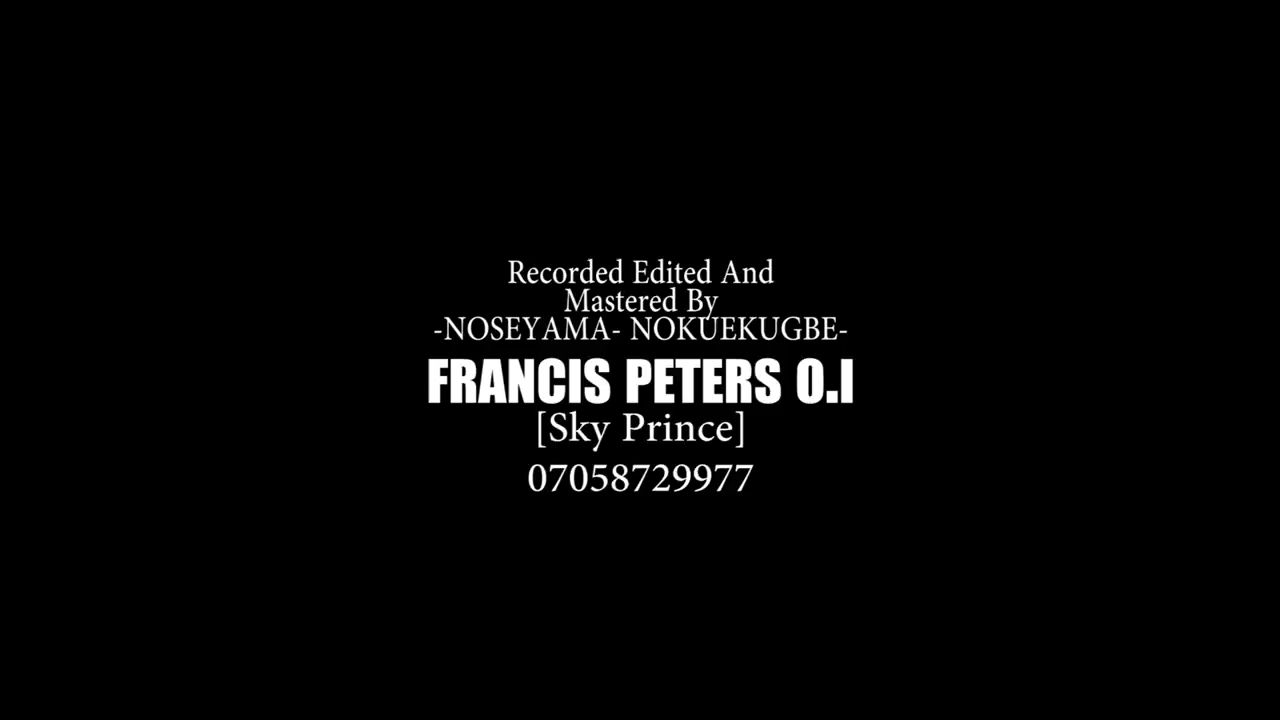 Recorded Edited And
Mastered By
-NOSEYAMA- NOKUEKUGBE-
FRANCIS PETERS O.I
[Sky Prince]
07058729977